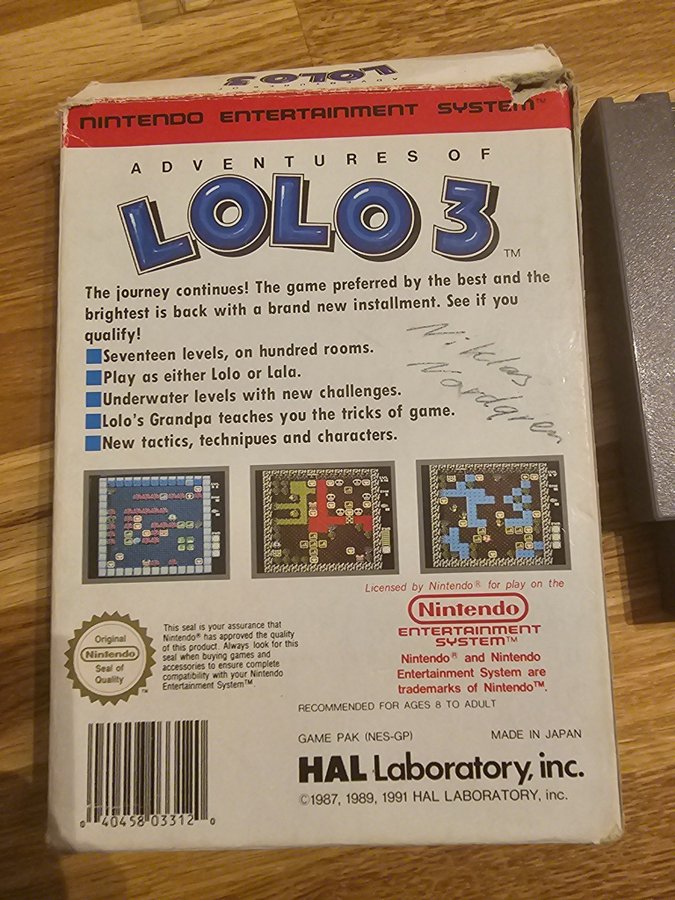 ADVENTURES OF
LOLO 3
NINTENDO ENTERTAINMENT SYSTEM™
ADVENTURES OF
LOLO 3™
The journey continues! The game preferred by the best and the
brightest is back with a brand new installment. See if you
qualify!
Seventeen levels, on hundred rooms.
Play as either Lolo or Lala.
Underwater levels with new challenges.
Lolo's Grandpa teaches you the tricks of game.
New tactics, technipues and characters.
Niklas
Nordgren
Licensed by Nintendo® for play on the
Nintendo®
ENTERTAINMENT
SYSTEM™
Nintendo® and Nintendo
Entertainment System are
trademarks of Nintendo™.
Original
Nintendo
Seal of
Quality
™
This seal is your assurance that
Nintendo® has approved the quality
of this product. Always look for this
seal when buying games and
accessories to ensure complete
compatibility with your Nintendo
Entertainment System™.
RECOMMENDED FOR AGES 8 TO ADULT
GAME PAK (NES-GP) MADE IN JAPAN
HAL Laboratory, inc.
©1987, 1989, 1991 HAL LABORATORY, inc.
0 40458 03312 0